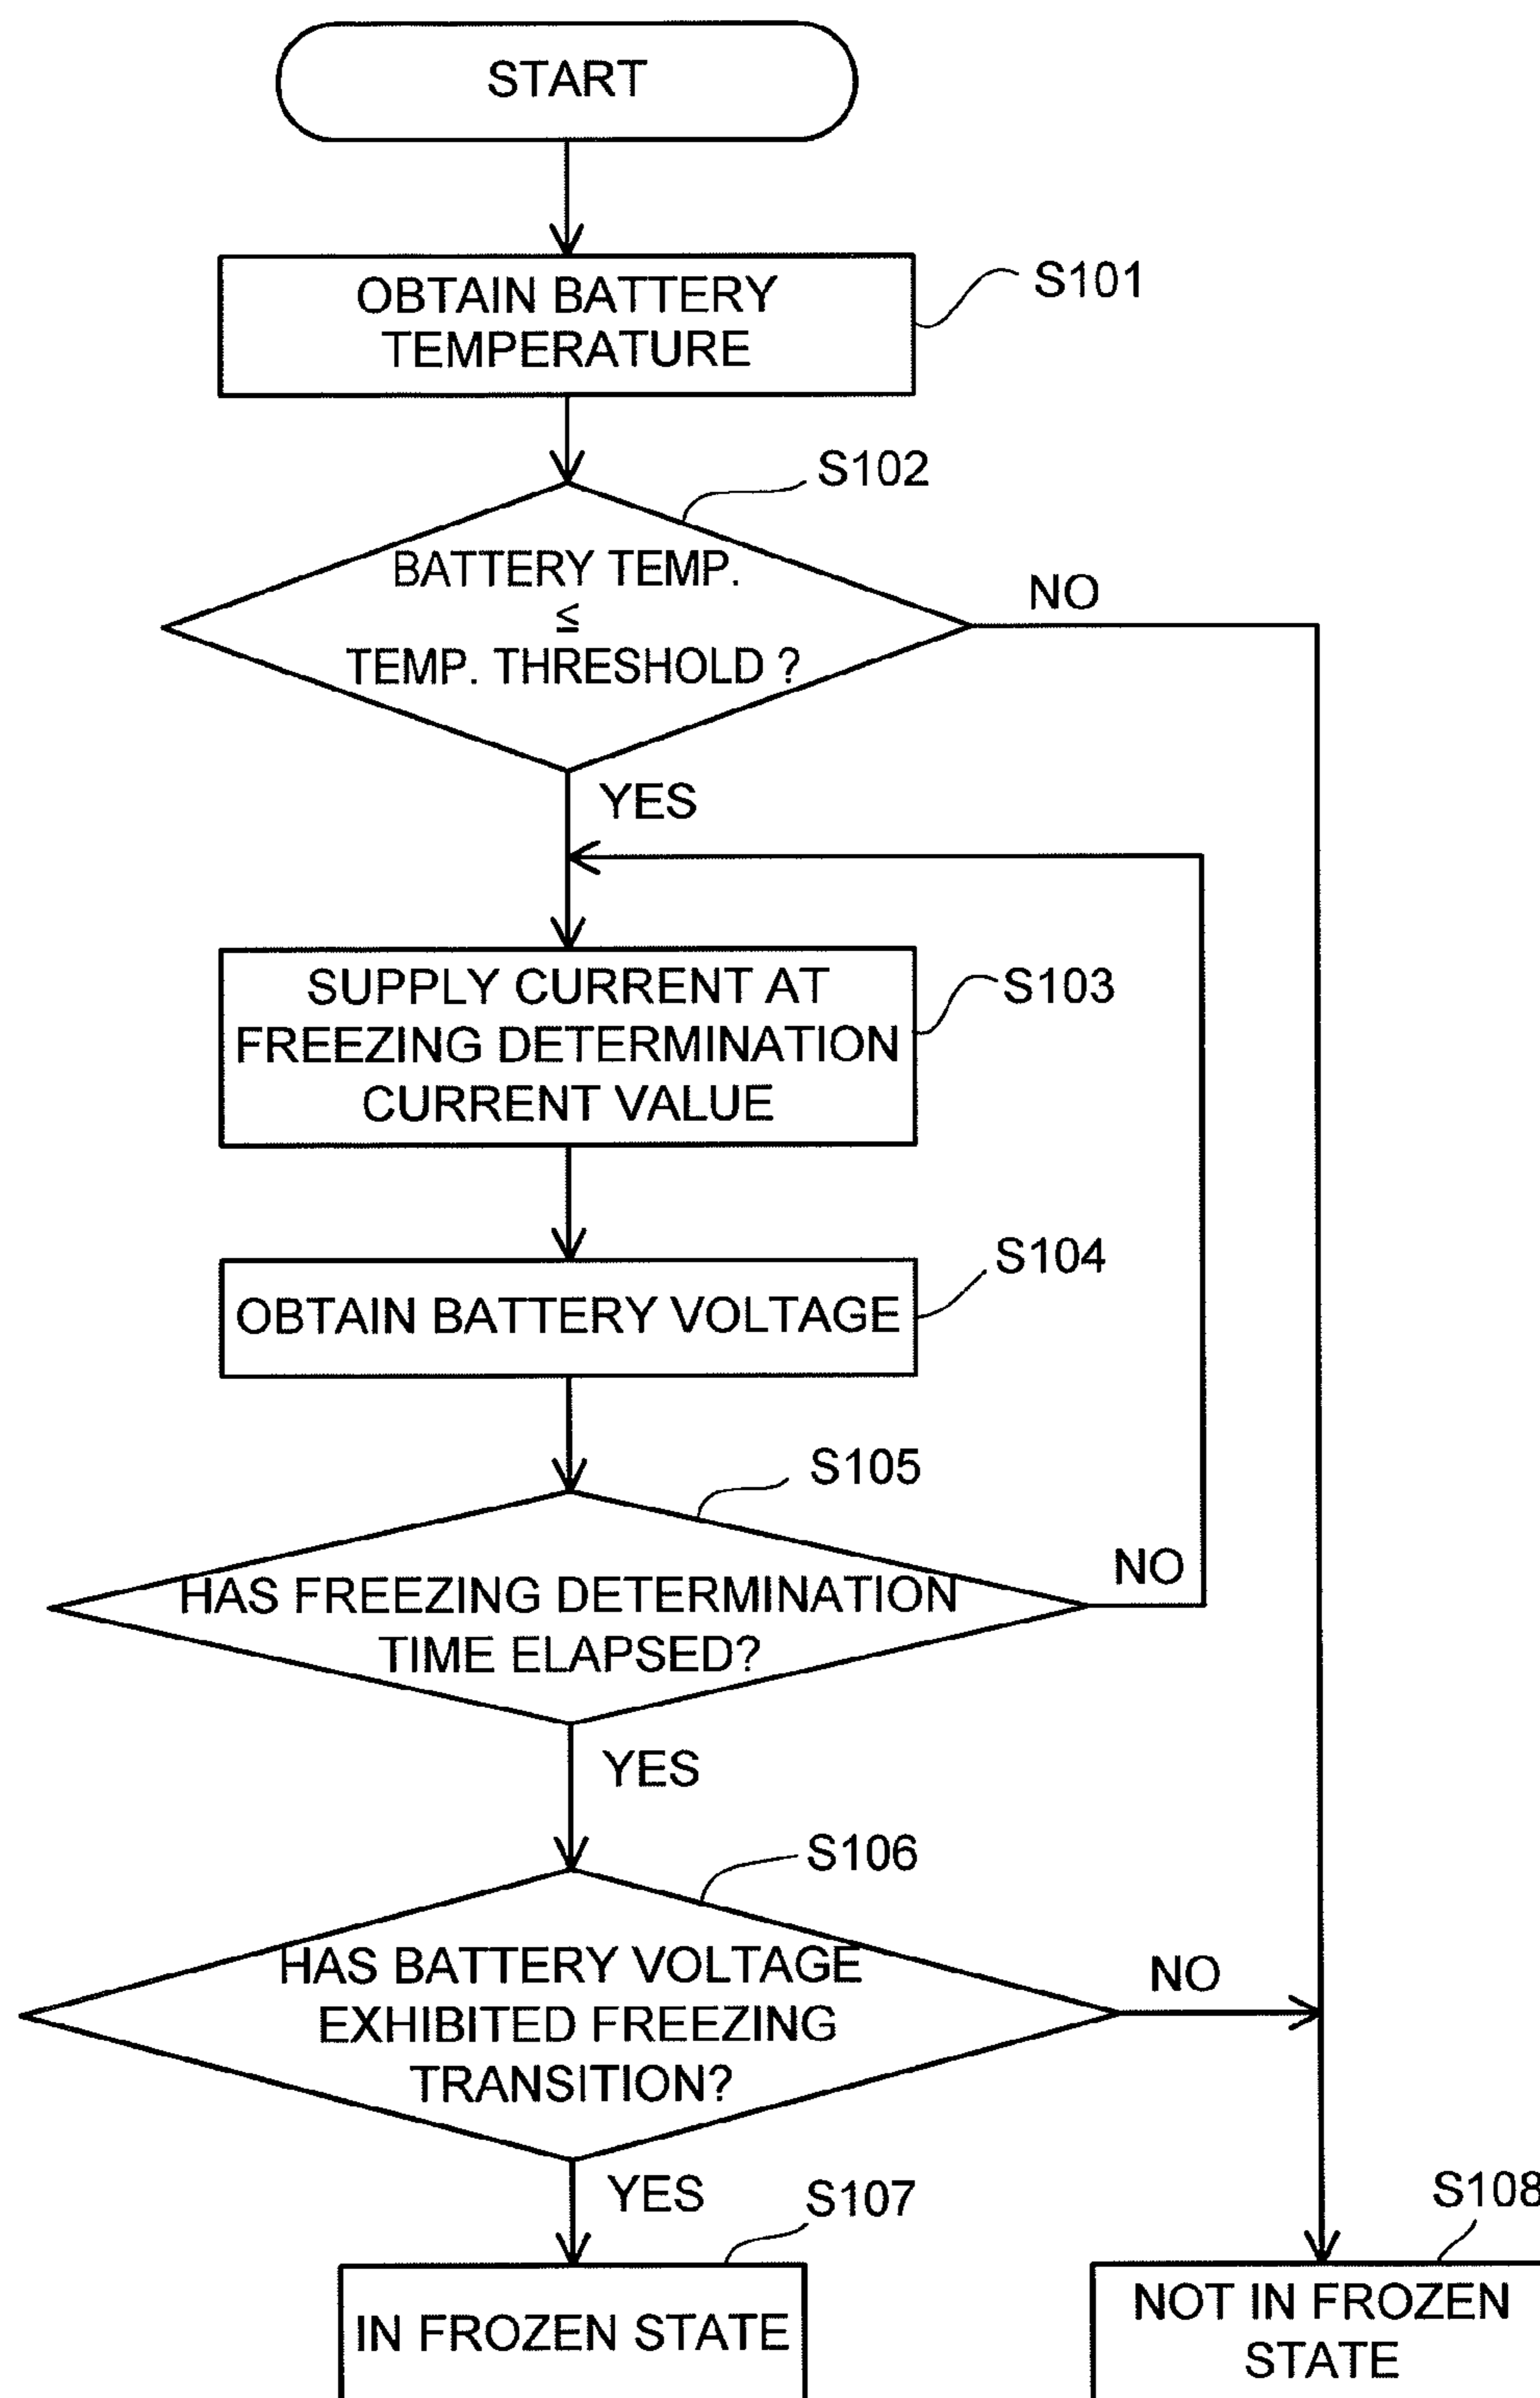 START
OBTAIN BATTERY
TEMPERATURE
S101
S102
BATTERY TEMP.
≤
TEMP. THRESHOLD ?
NO
YES
SUPPLY CURRENT AT
FREEZING DETERMINATION
CURRENT VALUE
S103
OBTAIN BATTERY VOLTAGE
S104
S105
HAS FREEZING DETERMINATION
TIME ELAPSED?
NO
YES
S106
HAS BATTERY VOLTAGE
EXHIBITED FREEZING
TRANSITION?
NO
YES
S107
IN FROZEN STATE
S108
NOT IN FROZEN
STATE